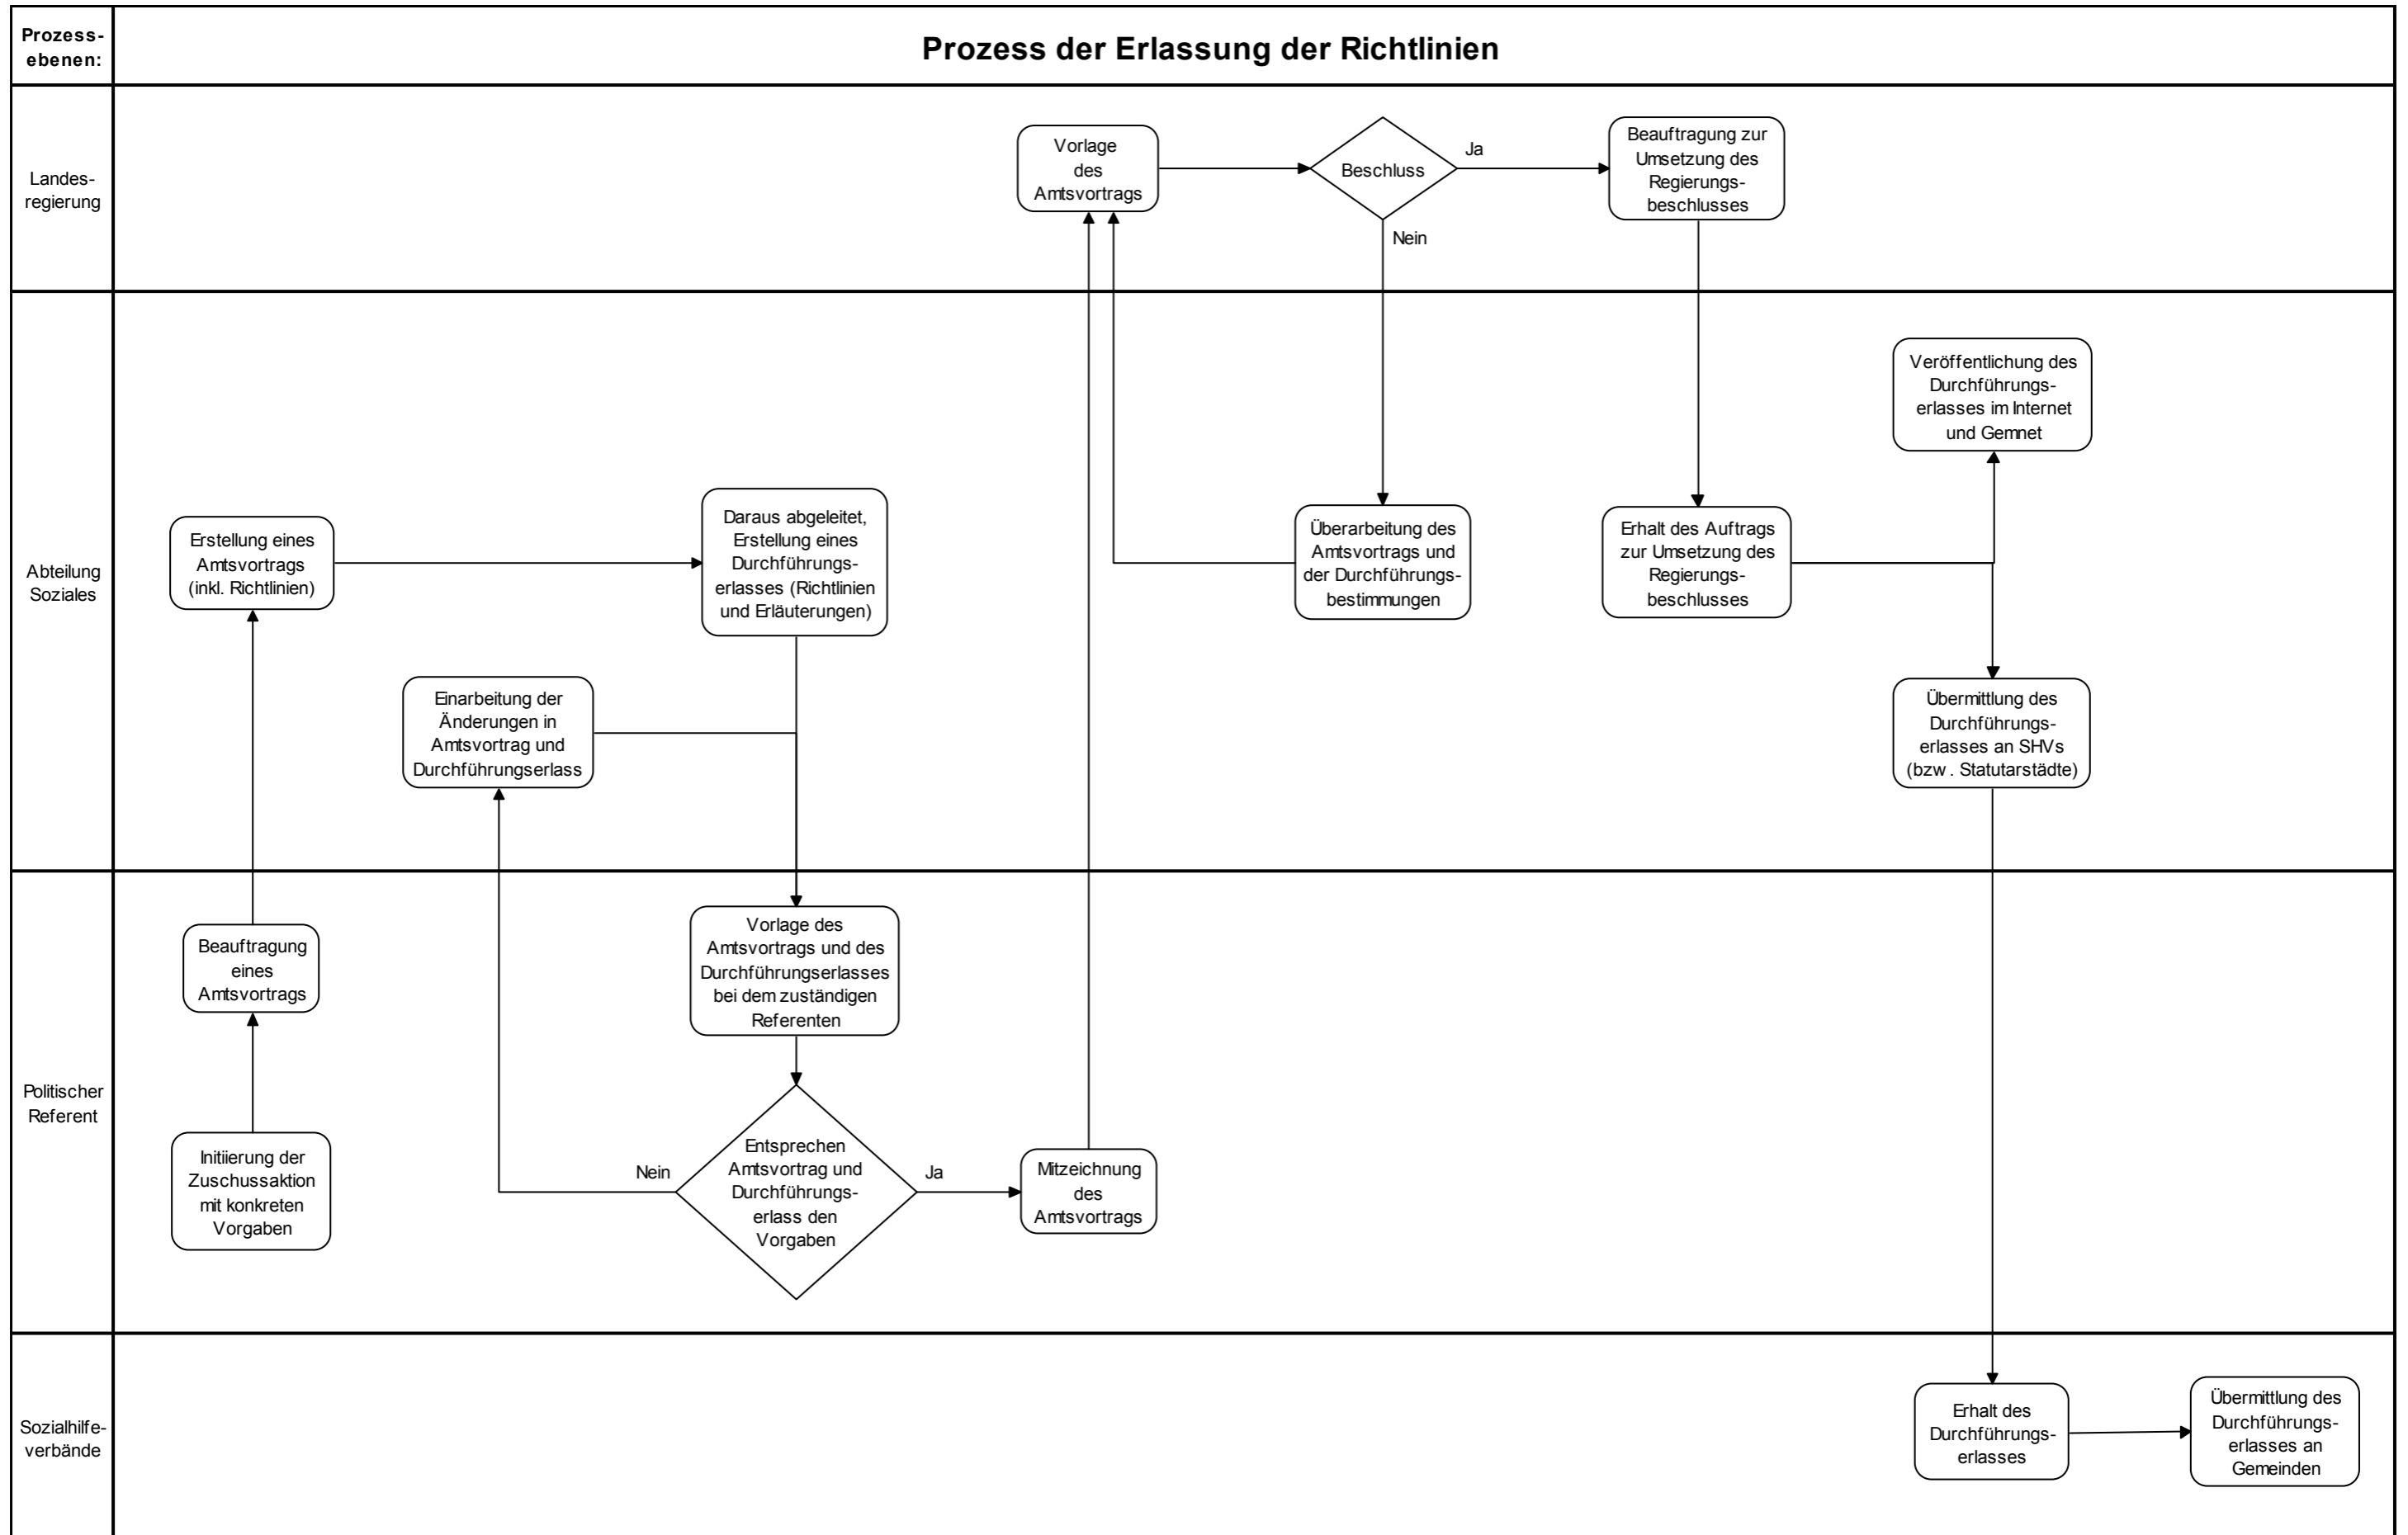 Prozess-
ebenen:
Prozess der Erlassung der Richtlinien
Landes-
regierung
Vorlage
des
Amtsvortrags
Beschluss
Ja
Nein
Beauftragung zur
Umsetzung des
Regierungs-
beschlusses
Abteilung
Soziales
Erstellung eines
Amtsvortrags
(inkl. Richtlinien)
Daraus abgeleitet,
Erstellung eines
Durchführungs-
erlasses (Richtlinien
und Erläuterungen)
Einarbeitung der
Änderungen in
Amtsvortrag und
Durchführungserlass
Überarbeitung des
Amtsvortrags und
der Durchführungs-
bestimmungen
Erhalt des Auftrags
zur Umsetzung des
Regierungs-
beschlusses
Veröffentlichung des
Durchführungs-
erlasses im Internet
und Gemnet
Übermittlung des
Durchführungs-
erlasses an SHVs
(bzw. Statutarstädte)
Politischer
Referent
Beauftragung
eines
Amtsvortrags
Initiierung der
Zuschussaktion
mit konkreten
Vorgaben
Vorlage des
Amtsvortrags und des
Durchführungserlasses
bei dem zuständigen
Referenten
Nein
Entsprechen
Amtsvortrag und
Durchführungs-
erlass den
Vorgaben
Ja
Mitzeichnung
des
Amtsvortrags
Sozialhilfe-
verbände
Erhalt des
Durchführungs-
erlasses
Übermittlung des
Durchführungs-
erlasses an
Gemeinden